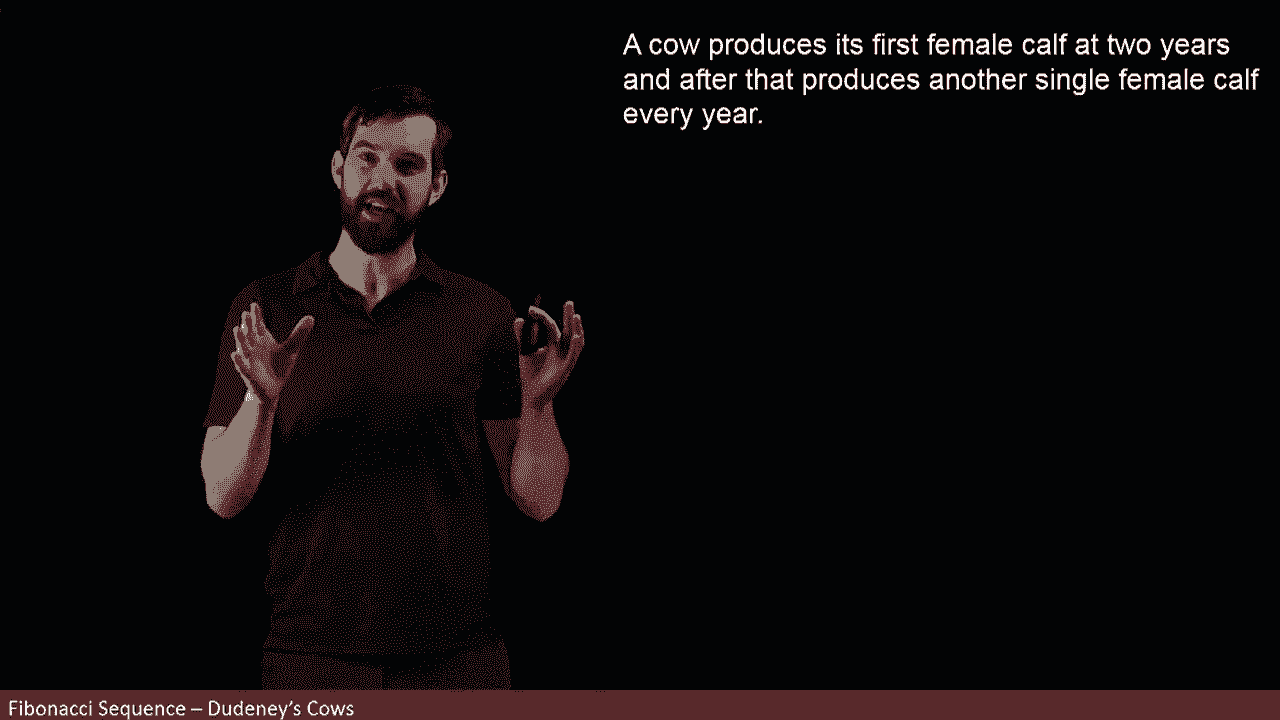 A cow produces its first female calf at two years
and after that produces another single female calf
every year.
Fibonacci Sequence – Dudeney’s Cows